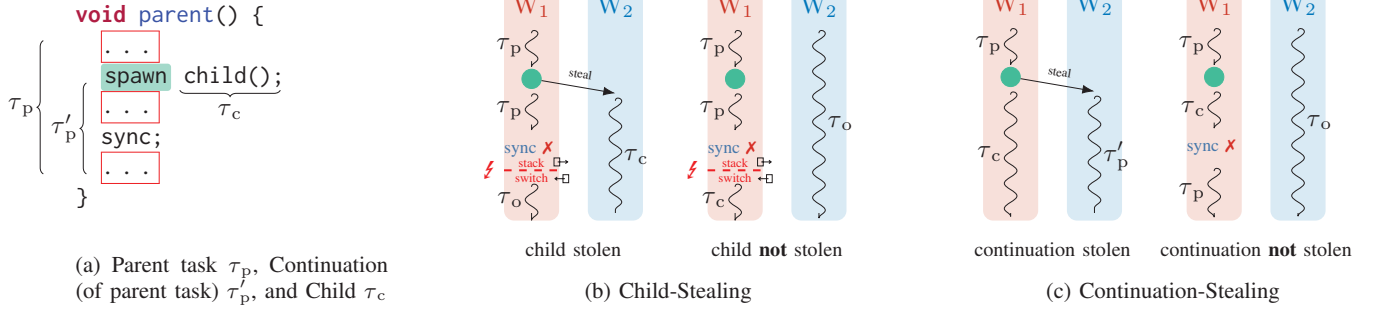 void parent() {
. . .
spawn child();
. . .
sync;
. . .
}
τp
τ′p
τc
(a) Parent task τp, Continuation
(of parent task) τ′p, and Child τc
W1 W2
τp
steal
τp
sync ✗
stack
switch
τo
τc
child stolen
W1 W2
τp
τp
τo
sync ✗
stack
switch
τc
child not stolen
(b) Child-Stealing
W1 W2
τp
steal
τc
τ′p
continuation stolen
W1 W2
τp
τc
τo
sync ✗
τp
continuation not stolen
(c) Continuation-Stealing